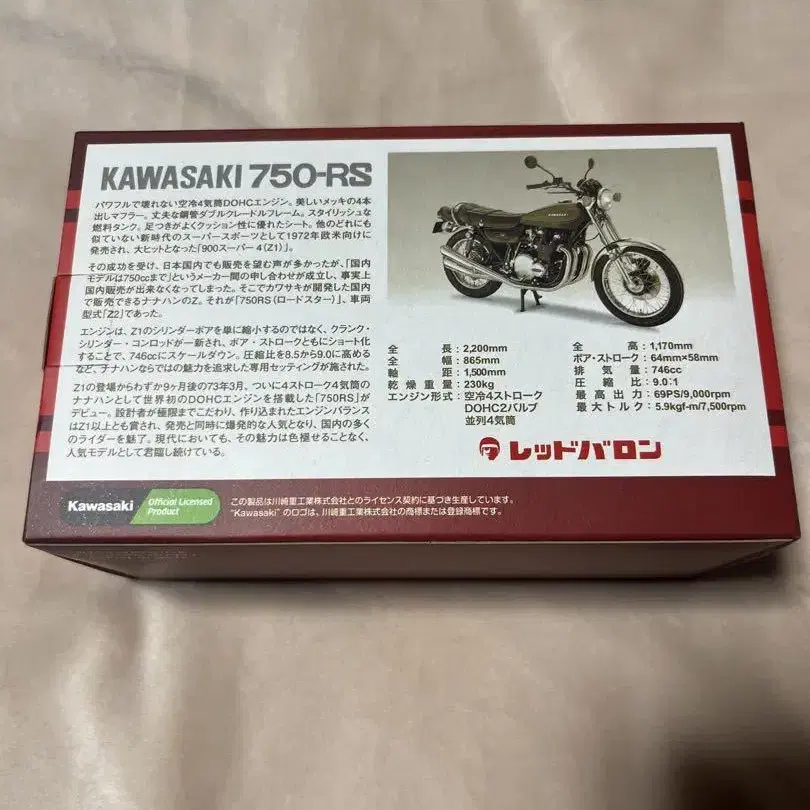 KAWASAKI 750-RS
パワフルで壊れない空冷4気筒DOHCエンジン。美しいメッキの4本
出しマフラー。丈夫な鋼管ダブルクレードルフレーム。スタイリッシュな
燃料タンク。足つきがよくクッション性に優れたシート。他のどれにも
似ていない新時代のスーパースポーツとして1972年欧米向けに
発売され、大ヒットとなった「900スーパー4(Z1)」。
その成功を受け、日本国内でも販売を望む声が多かったが、「国内
モデルは750ccまで」というメーカー間の申し合わせが成立し、事実上
国内販売が出来なくなってしまった。そこでカワサキが開発した国内
で販売できるナナハンのZ。それが「750RS(ロードスター)」、車両
型式「Z2」であった。
エンジンは、Z1のシリンダーボアを単に縮小するのではなく、クランク・
シリンダー・コンロッドが一新され、ボア・ストロークともにショート化
することで、746ccにスケールダウン。圧縮比を8.5から9.0に高める
など、ナナハンならではの魅力を追求した専用セッティングが施された。
Z1の登場からわずか9ヶ月後の73年3月、ついに4ストローク4気筒の
ナナハンとして世界初のDOHCエンジンを搭載した「750RS」が
デビュー。設計者が極限までこだわり、作り込まれたエンジンバランス
はZ1以上とも賞され、発売と同時に爆発的な人気となり、国内の多く
のライダーを魅了。現代においても、その魅力は色褪せることなく、
人気モデルとして君臨し続けている。
全長:2,200mm
全幅:865mm
軸距:1,500mm
乾燥重量:230kg
エンジン形式:空冷4ストローク
DOHC2バルブ
並列4気筒
全高:1,170mm
ボア・ストローク:64mm×58mm
排気量:746cc
圧縮比:9.0:1
最高出力:69PS/9,000rpm
最大トルク:5.9kgf-m/7,500rpm
レッドバロン
Kawasaki
Official Licensed
Product
この製品は川崎重工業株式会社とのライセンス契約に基づき生産しています。
"Kawasaki" のロゴは、川崎重工業株式会社の商標または登録商標です。